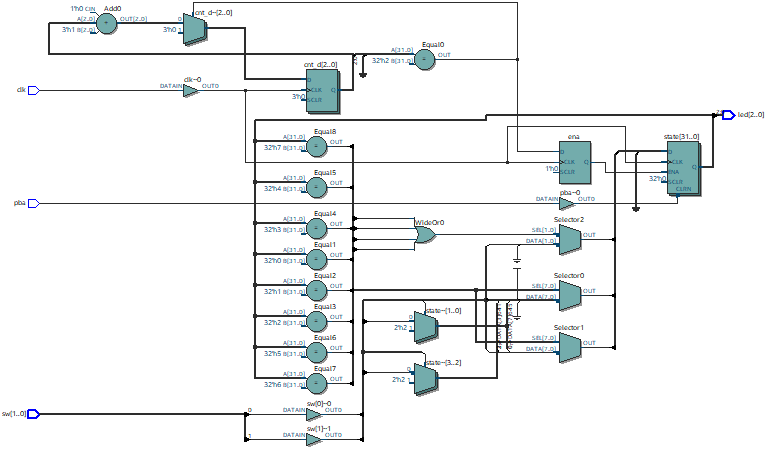 Add0
1'h0 CIN
A[2..0]
3'h1 B[2..0]
OUT[2..0]
cnt_d~[2..0]
0
3'h0 1
Equal0
A[31..0]
32'h2 B[31..0]
OUT
cnt_d[2..0]
D
CLK
3'h0 SCLR
Q
clk~0
clk
DATAIN OUT0
led[2..0]
Equal8
A[31..0]
32'h7 B[31..0]
OUT
ena
D
CLK
1'h0 SCLR
Q
state[31..0]
D
CLK
ENA
32'h0 SCLR
CLRN
Q
Equal5
A[31..0]
32'h4 B[31..0]
OUT
pba
pba~0
DATAIN OUT0
Equal4
A[31..0]
32'h3 B[31..0]
OUT
WideOr0
Selector2
SEL[1..0]
DATA[1..0]
OUT
Equal1
A[31..0]
32'h0 B[31..0]
OUT
Equal2
A[31..0]
32'h1 B[31..0]
OUT
Selector0
SEL[7..0]
DATA[7..0]
OUT
Equal3
A[31..0]
32'h2 B[31..0]
OUT
state~[1..0]
0
2'h2 1
Selector1
SEL[7..0]
DATA[7..0]
OUT
Equal6
A[31..0]
32'h5 B[31..0]
OUT
Equal7
A[31..0]
32'h6 B[31..0]
OUT
state~[3..2]
0
2'h2 1
sw[1..0]
0
sw[0]~0
DATAIN OUT0
1
sw[1]~1
DATAIN OUT0